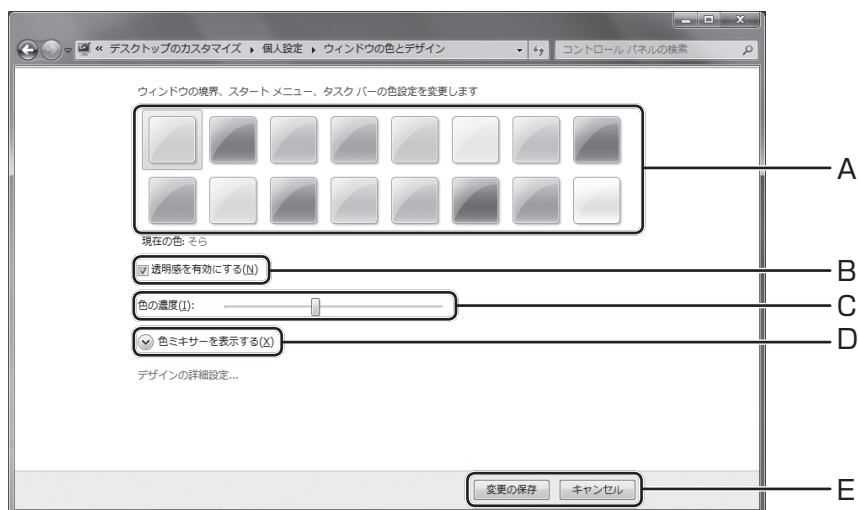 « デスクトップのカスタマイズ ▸ 個人設定 ▸ ウィンドウの色とデザイン
コントロール パネルの検索
ウィンドウの境界、スタート メニュー、タスク バーの色設定を変更します
A
現在の色: そら
透明感を有効にする(N)
B
色の濃度(I):
C
色ミキサーを表示する(X)
D
デザインの詳細設定...
変更の保存 キャンセル
E